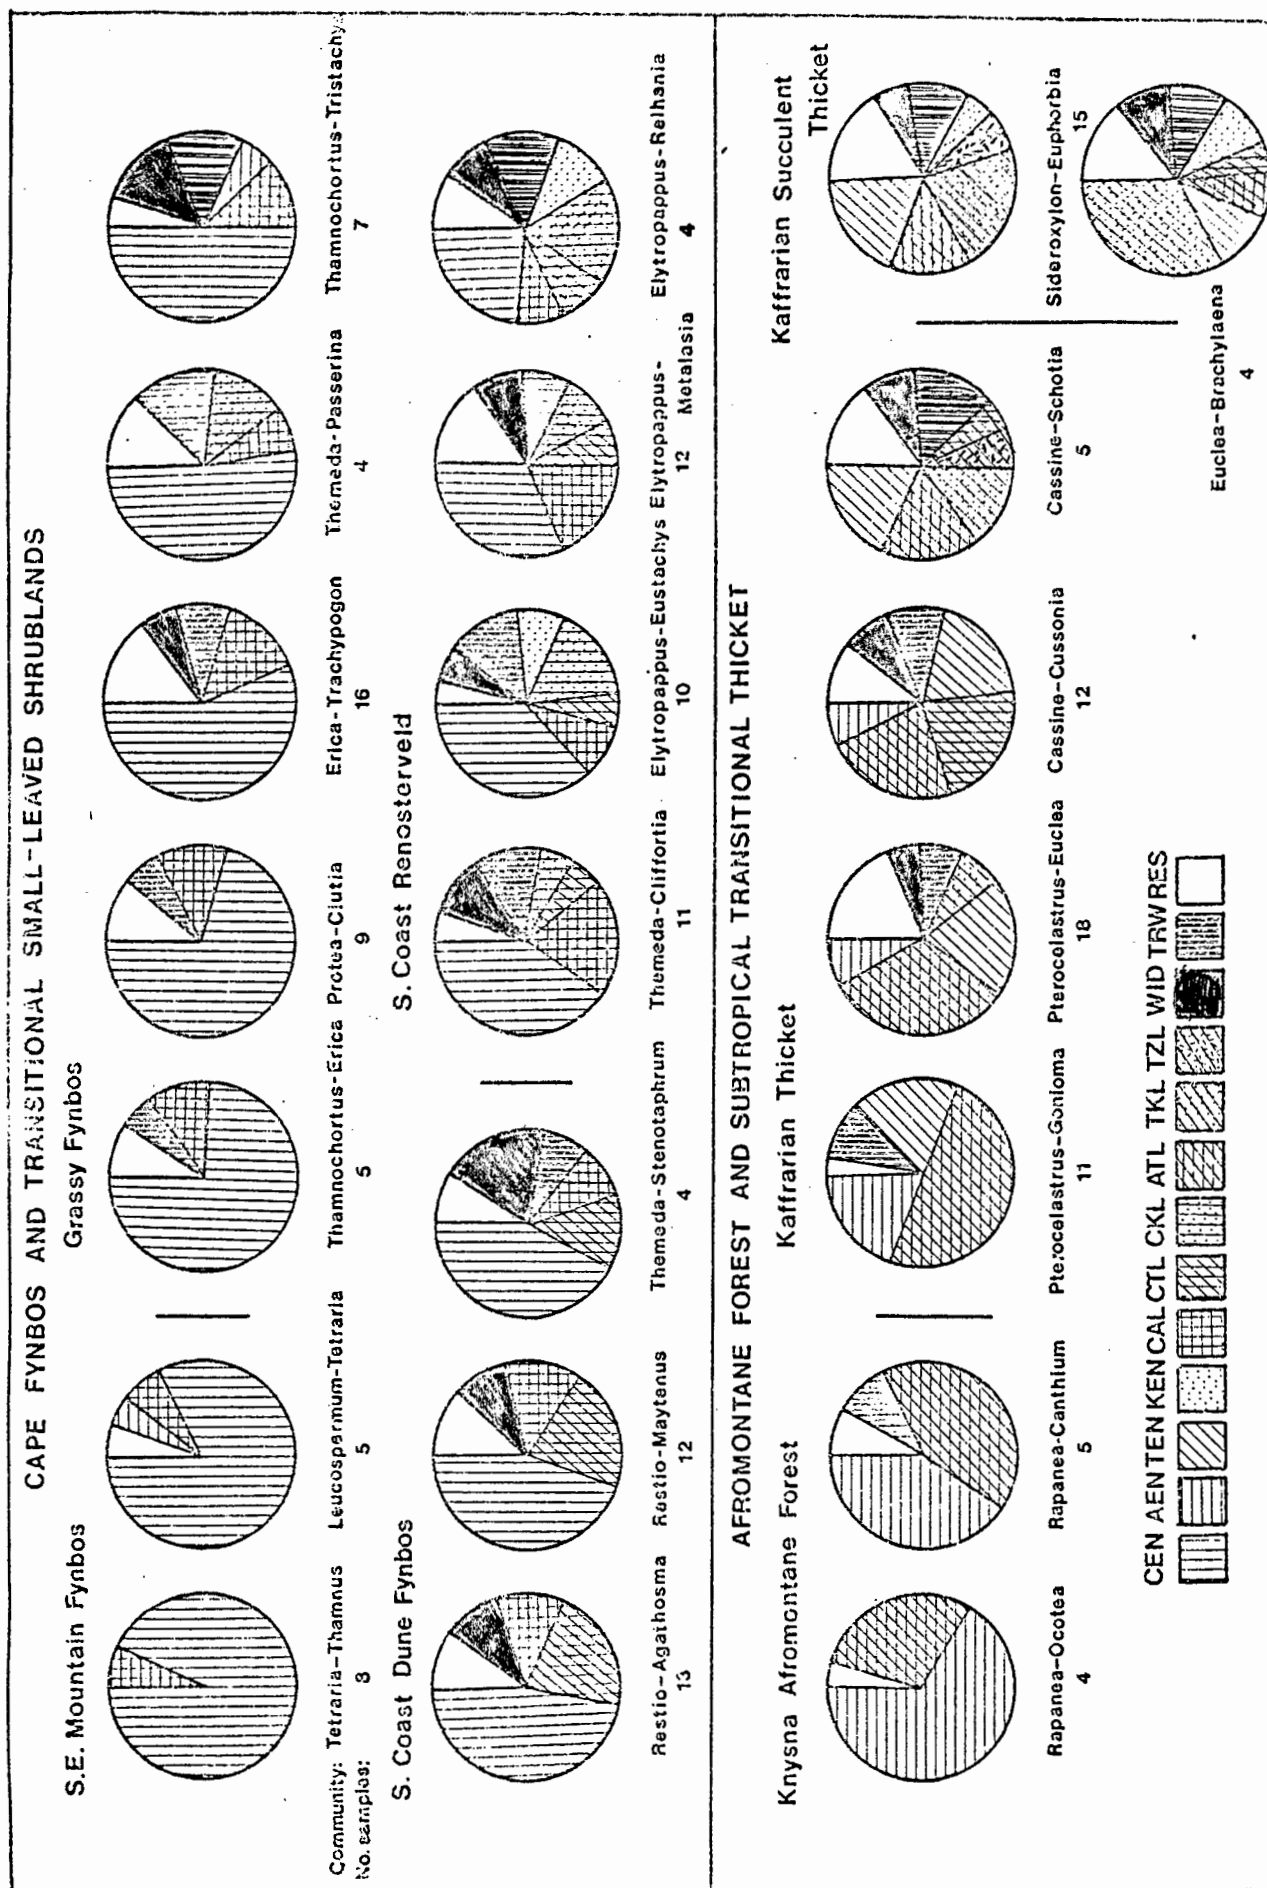 CAPE FYNBOS AND TRANSITIONAL SMALL-LEAVED SHRUBLANDS
S.E. Mountain Fynbos
Grassy Fynbos
Community: Tetraria-Thamnus Leucospermum-Tetraria Thamnochortus-Erica Protea-Clutia Erica-Trachypogon Themeda-Passerina Thamnochortus-Tristachya
No. samples: 3 5 5 9 16 4 7
S. Coast Dune Fynbos
S. Coast Renosterveld
Restio-Agathosma Restio-Maytenus Themeda-Stenotaphrum Themeda-Cliffortia Elytropappus-Eustachys Elytropappus-Metalasia Elytropappus-Relhania
13 12 4 11 10 12 4
AFROMONTANE FOREST AND SUBTROPICAL TRANSITIONAL THICKET
Knysna Afromontane Forest
Kaffrarian Thicket
Kaffrarian Succulent
Thicket
Rapanea-Ocotea Rapanea-Canthium Pterocelastrus-Gonioma Pterocolastrus-Euclea Cassine-Cussonia Cassine-Schotia Sideroxylon-Euphorbia
4 5 11 18 12 5 15
Euclea-Brachylaena
4
CEN AEN TEN KEN CAL CTL CKL ATL TKL TZL WID TRW RES